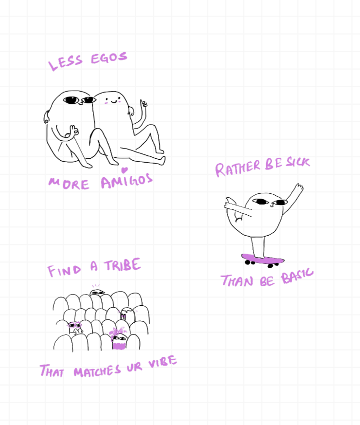 LESS EGOS
MORE AMIGOS
RATHER BE SICK
THAN BE BASIC
FIND A TRIBE
THAT MATCHES UR VIBE